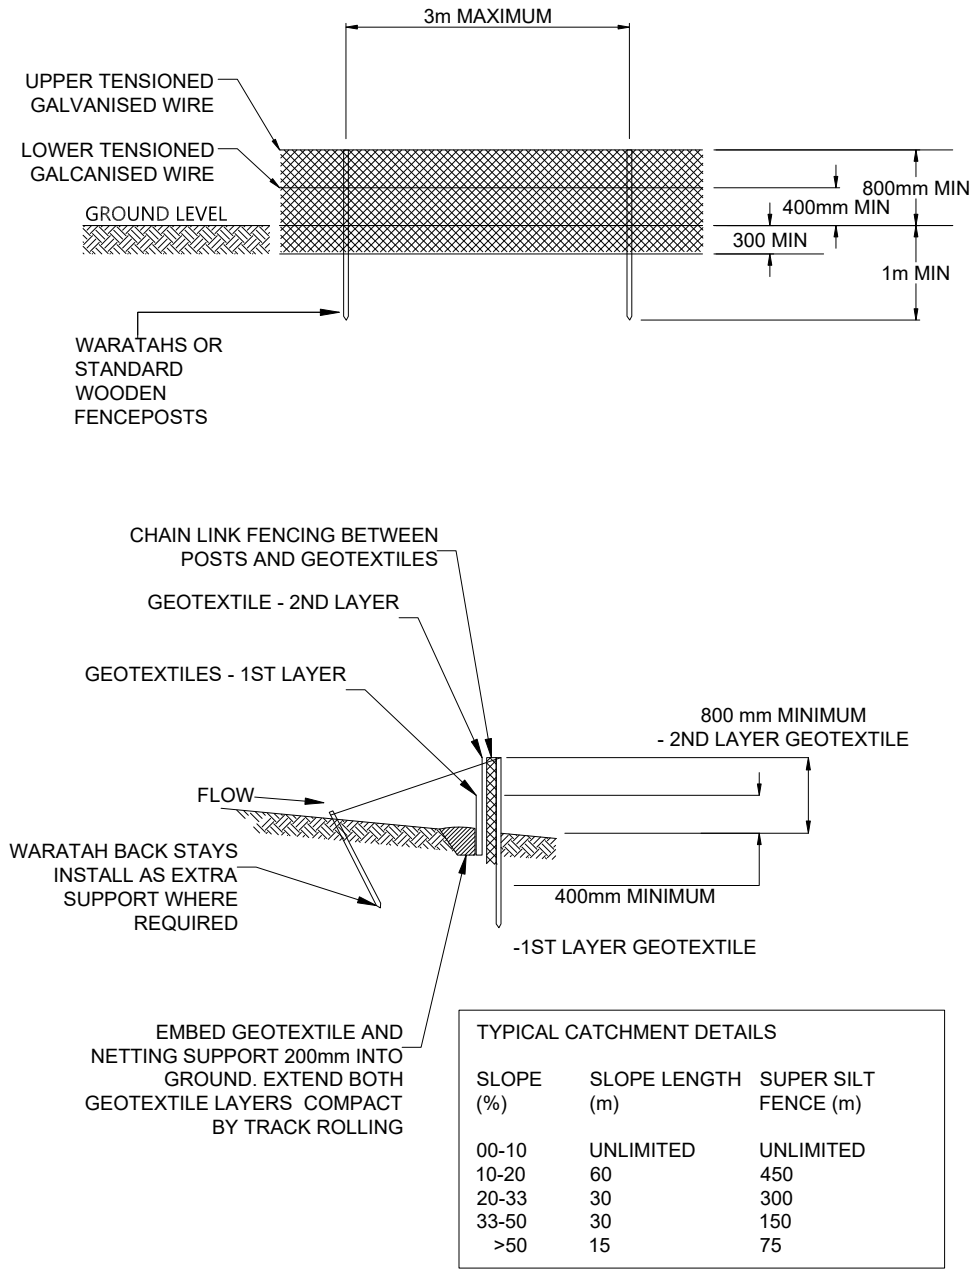 3m MAXIMUM
UPPER TENSIONED
GALVANISED WIRE
LOWER TENSIONED
GALCANISED WIRE
GROUND LEVEL
800mm MIN
400mm MIN
300 MIN
1m MIN
WARATAHS OR
STANDARD
WOODEN
FENCEPOSTS
CHAIN LINK FENCING BETWEEN
POSTS AND GEOTEXTILES
GEOTEXTILE - 2ND LAYER
GEOTEXTILES - 1ST LAYER
800 mm MINIMUM
- 2ND LAYER GEOTEXTILE
FLOW
WARATAH BACK STAYS
INSTALL AS EXTRA
SUPPORT WHERE
REQUIRED
400mm MINIMUM
-1ST LAYER GEOTEXTILE
EMBED GEOTEXTILE AND
NETTING SUPPORT 200mm INTO
GROUND. EXTEND BOTH
GEOTEXTILE LAYERS COMPACT
BY TRACK ROLLING
TYPICAL CATCHMENT DETAILS
SLOPE SLOPE LENGTH SUPER SILT
(%) (m) FENCE (m)
00-10 UNLIMITED UNLIMITED
10-20 60 450
20-33 30 300
33-50 30 150
>50 15 75